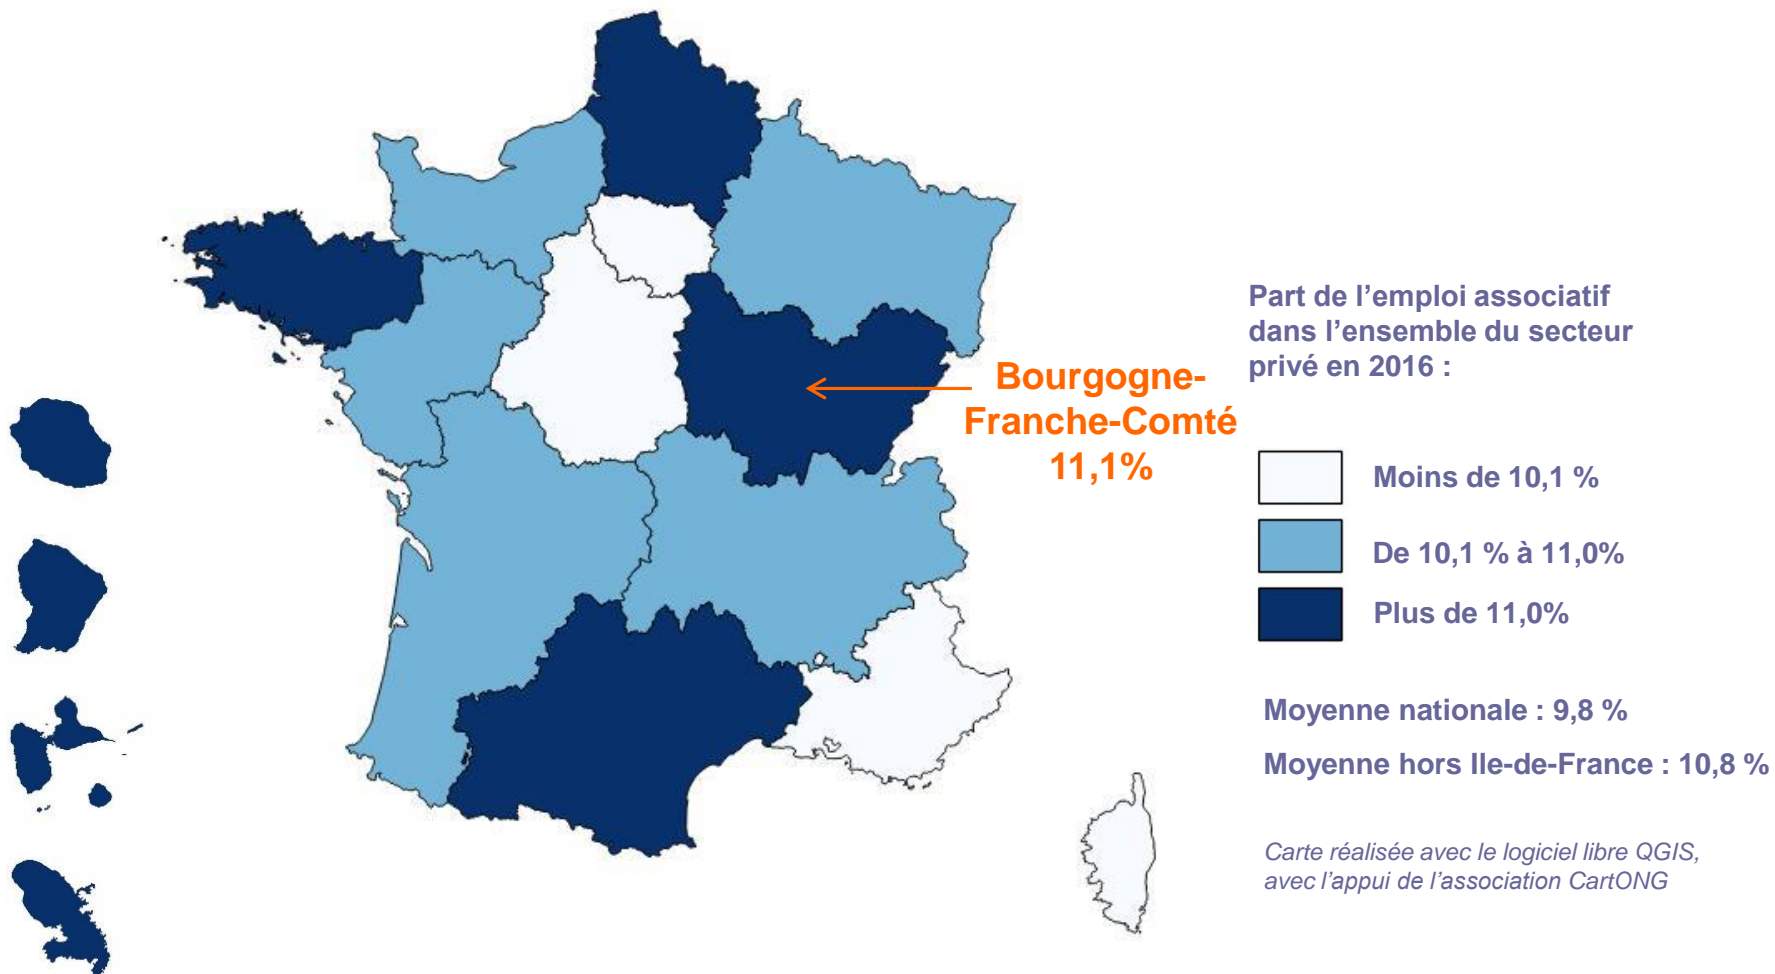 Part de l’emploi associatif
dans l’ensemble du secteur
privé en 2016 :
Bourgogne-
Franche-Comté
11,1%
Moins de 10,1 %
De 10,1 % à 11,0%
Plus de 11,0%
Moyenne nationale : 9,8 %
Moyenne hors Ile-de-France : 10,8 %
Carte réalisée avec le logiciel libre QGIS,
avec l’appui de l’association CartONG